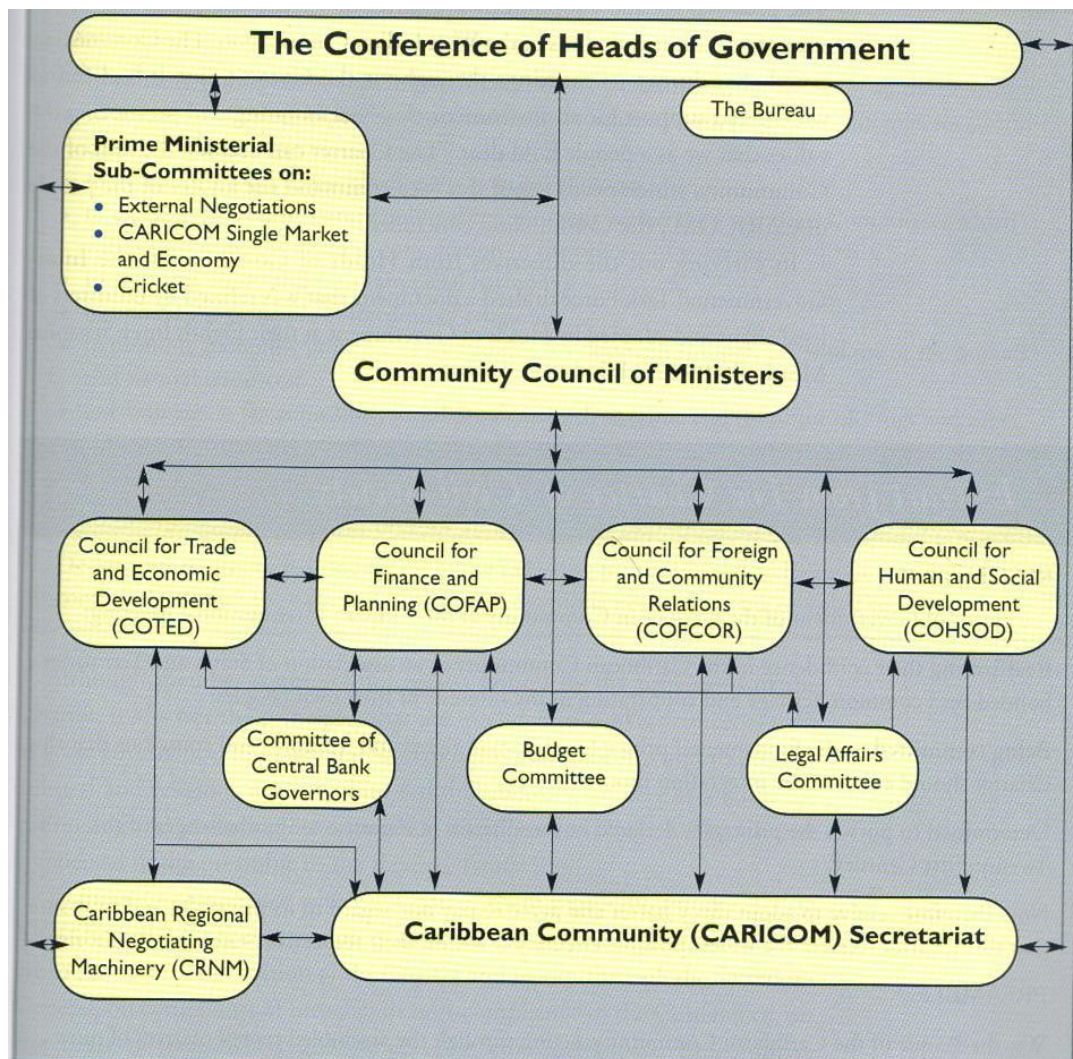 The Conference of Heads of Government
The Bureau
Prime Ministerial
Sub-Committees on:
• External Negotiations
• CARICOM Single Market
and Economy
• Cricket
Community Council of Ministers
Council for Trade
and Economic
Development
(COTED)
Council for
Finance and
Planning (COFAP)
Council for Foreign
and Community
Relations
(COFCOR)
Council for
Human and Social
Development
(COHSOD)
Committee of
Central Bank
Governors
Budget
Committee
Legal Affairs
Committee
Caribbean Regional
Negotiating
Machinery (CRNM)
Caribbean Community (CARICOM) Secretariat